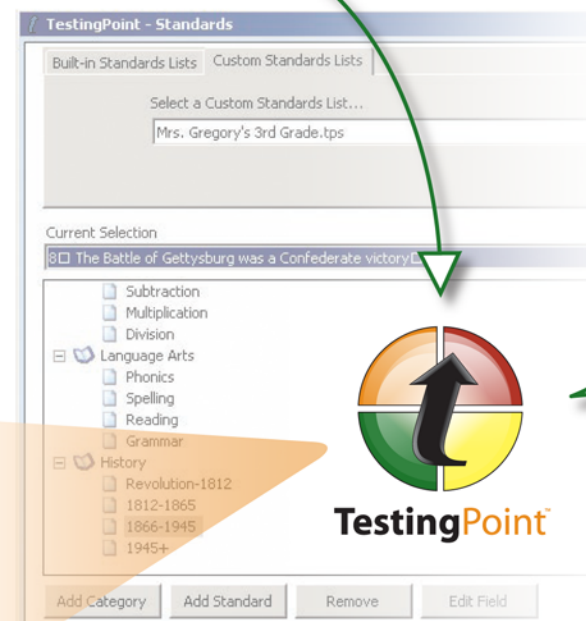 TestingPoint - Standards
Built-in Standards Lists Custom Standards Lists
Select a Custom Standards List...
Mrs. Gregory's 3rd Grade.tps
Current Selection
8□ The Battle of Gettysburg was a Confederate victory□
Subtraction
Multiplication
Division
Language Arts
Phonics
Spelling
Reading
Grammar
History
Revolution-1812
1812-1865
1866-1945
1945+
TestingPoint™
Add Category Add Standard Remove Edit Field